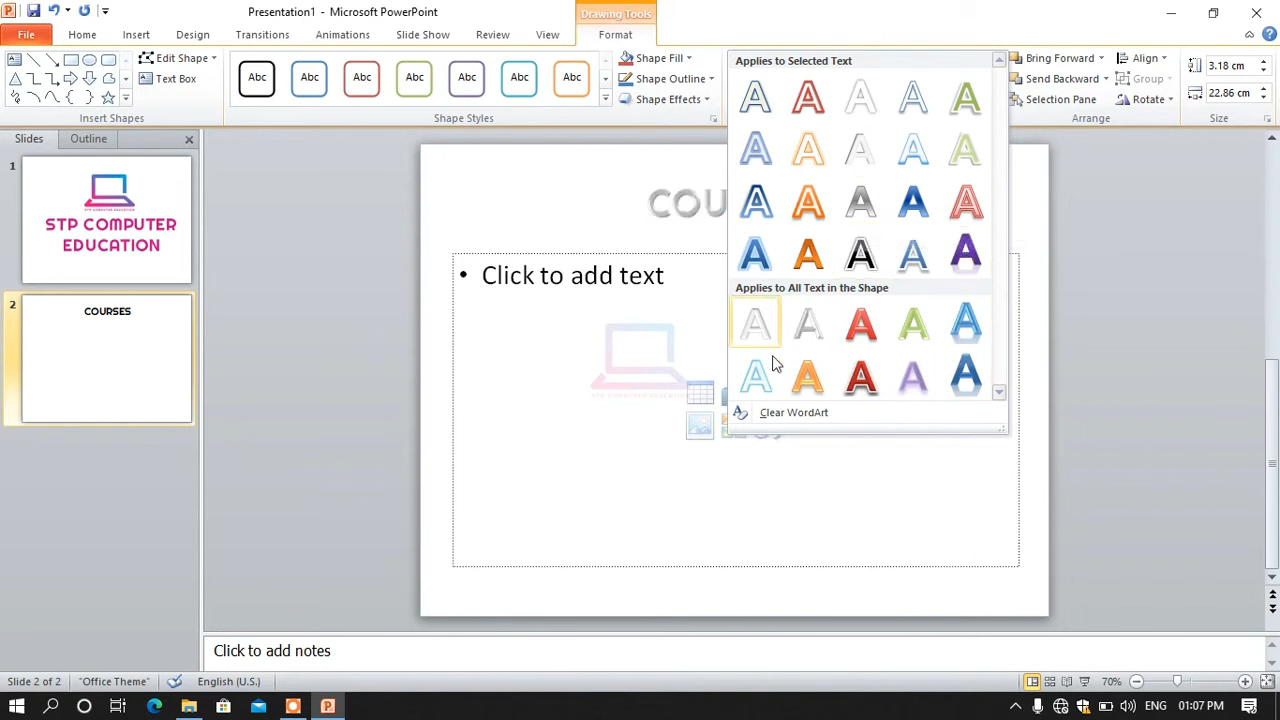 Presentation1 - Microsoft PowerPoint
Drawing Tools
File Home Insert Design Transitions Animations Slide Show Review View Format
Edit Shape
Text Box
Insert Shapes
Abc Abc Abc Abc Abc Abc Abc
Shape Styles
Shape Fill
Shape Outline
Shape Effects
Bring Forward
Send Backward
Selection Pane
Align
Group
Rotate
Arrange
3.18 cm
22.86 cm
Size
Slides Outline
1
STP COMPUTER
EDUCATION
2
COURSES
COU
• Click to add text
Applies to Selected Text
A A A A A
A A A A A
A A A A A
A A A A A
Applies to All Text in the Shape
A A A A A
A A A A A
Clear WordArt
Click to add notes
Slide 2 of 2
"Office Theme"
English (U.S.)
70%
ENG
01:07 PM